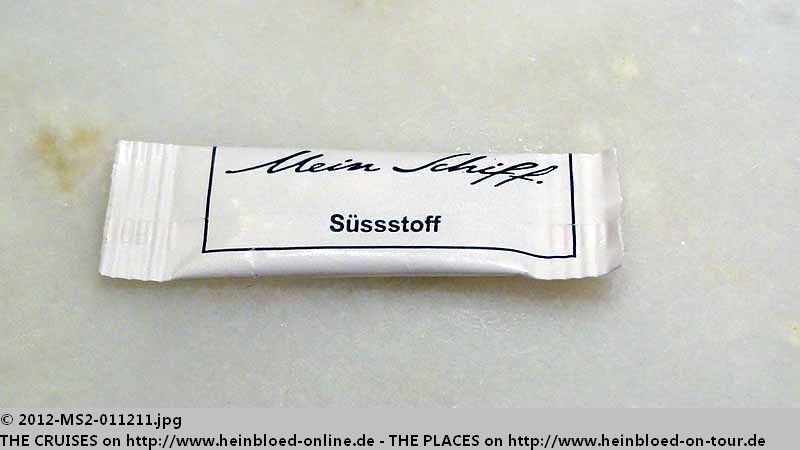 Mein Schiff.
Süssstoff
© 2012-MS2-011211.jpg
THE CRUISES on http://www.heinbloed-online.de - THE PLACES on http://www.heinbloed-on-tour.de